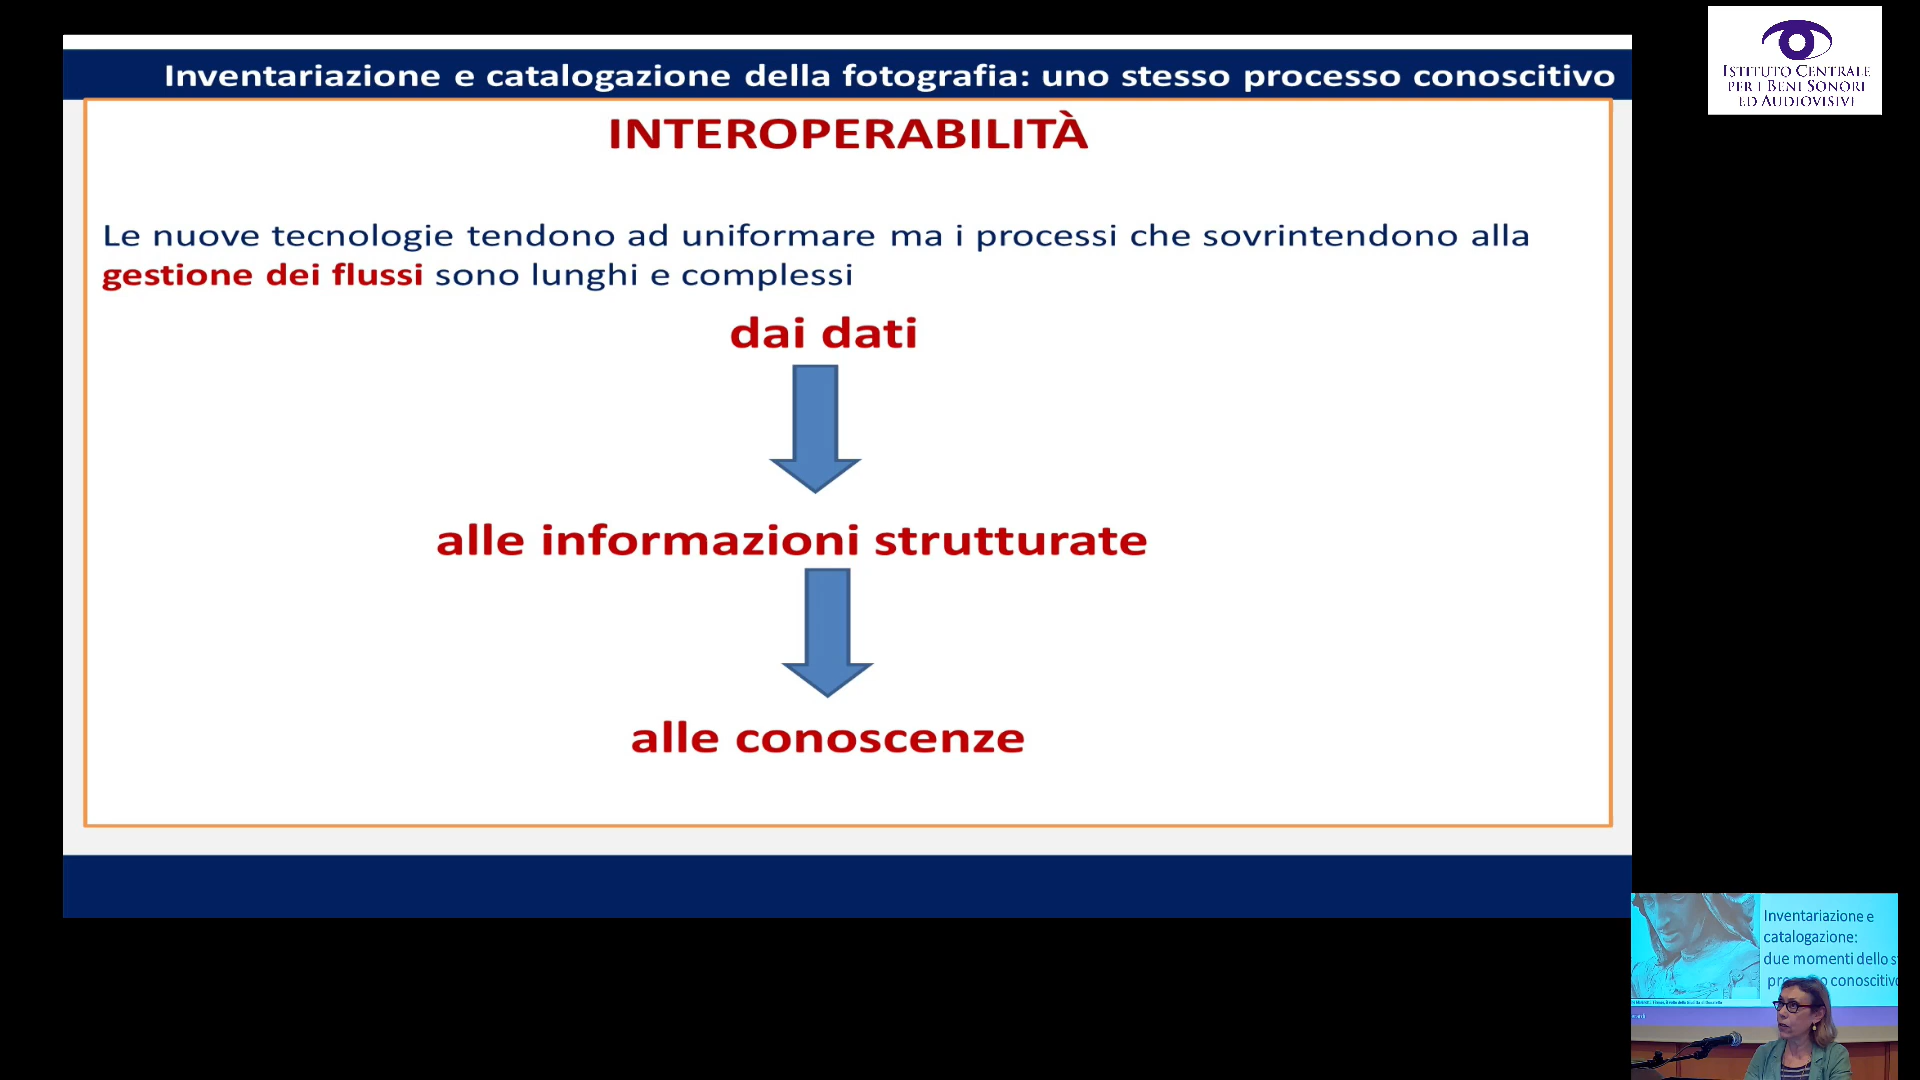 Inventariazione e catalogazione della fotografia: uno stesso processo conoscitivo
INTEROPERABILITÀ
Le nuove tecnologie tendono ad uniformare ma i processi che sovrintendono alla
gestione dei flussi sono lunghi e complessi
dai dati
alle informazioni strutturate
alle conoscenze
ISTITUTO CENTRALE
PER I BENI SONORI
ED AUDIOVISIVI
Inventariazione e
catalogazione:
due momenti dello s
conoscitivo